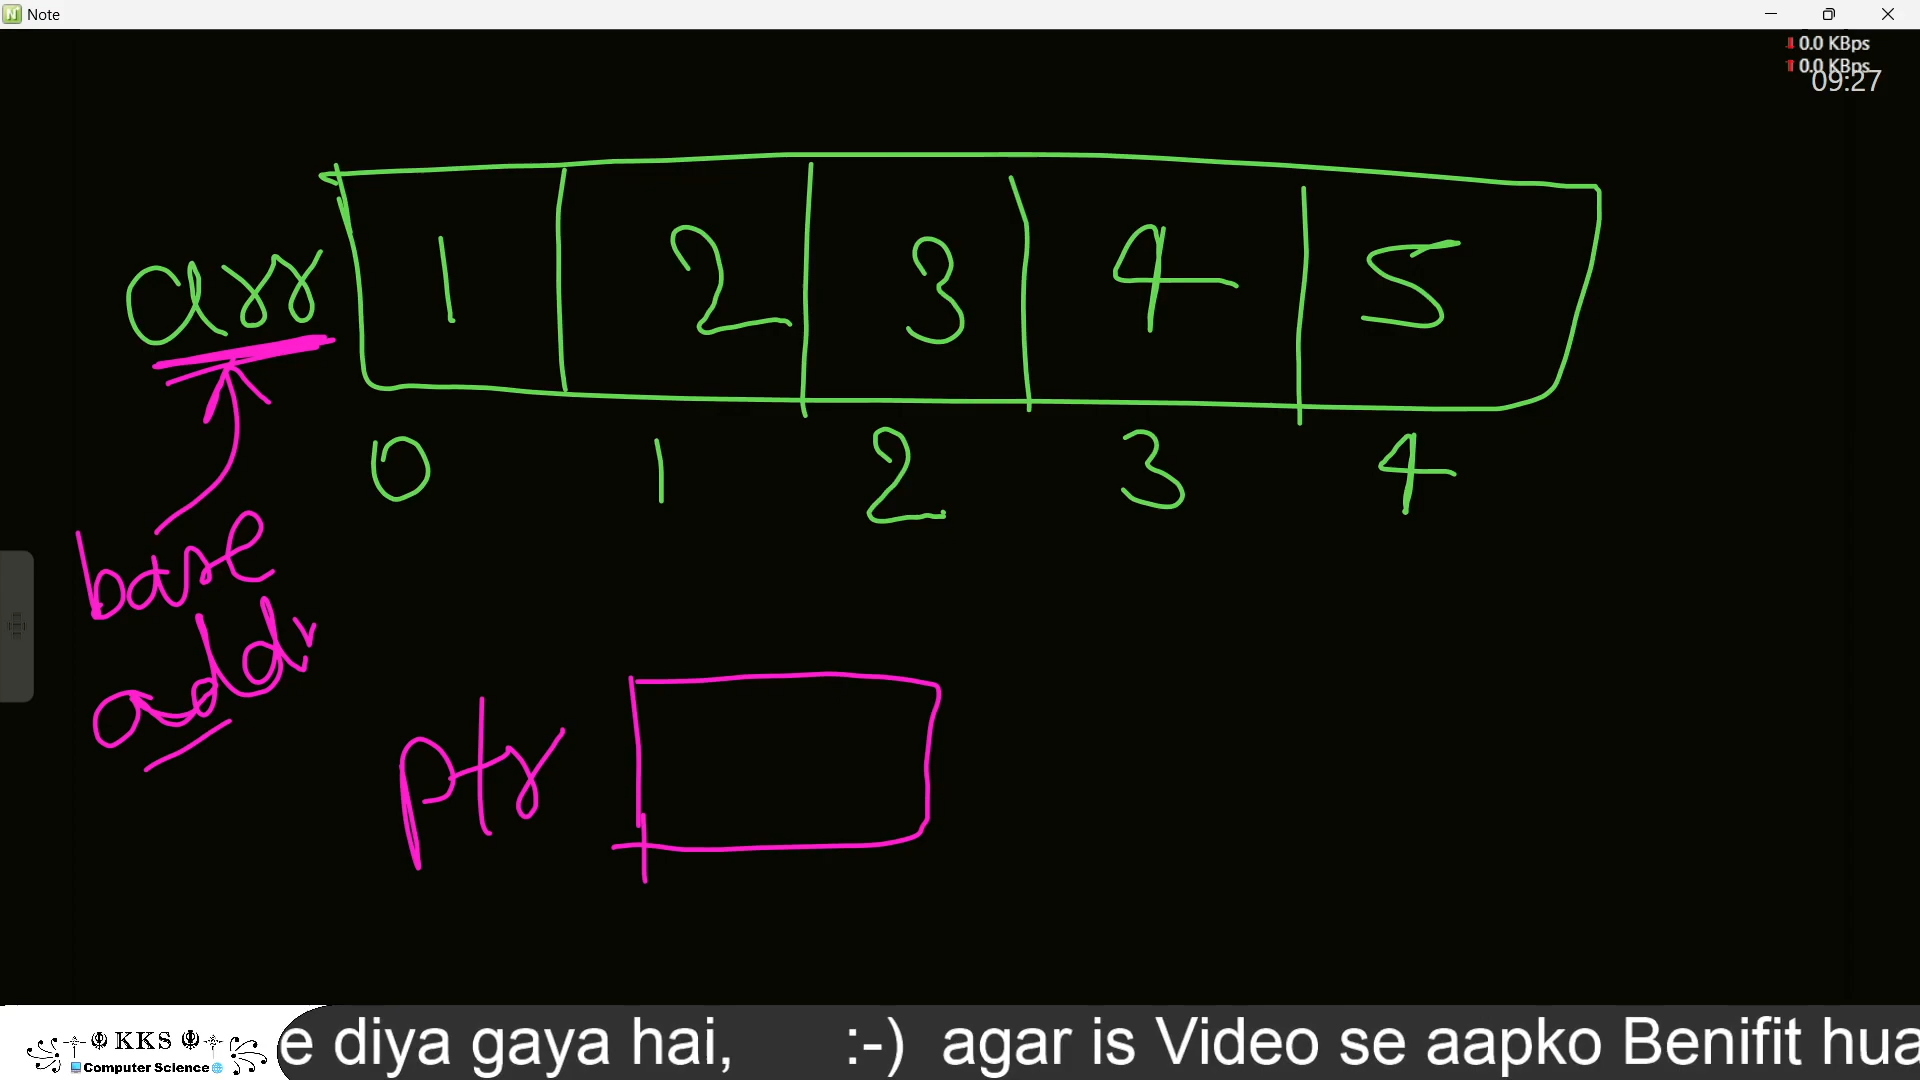 Note
0.0 KBps
0.0 KBps
09:27
arr 1 2 3 4 5
0 1 2 3 4
base
addr
ptr
KKS
Computer Science
e diya gaya hai, :-) agar is Video se aapko Benifit hua